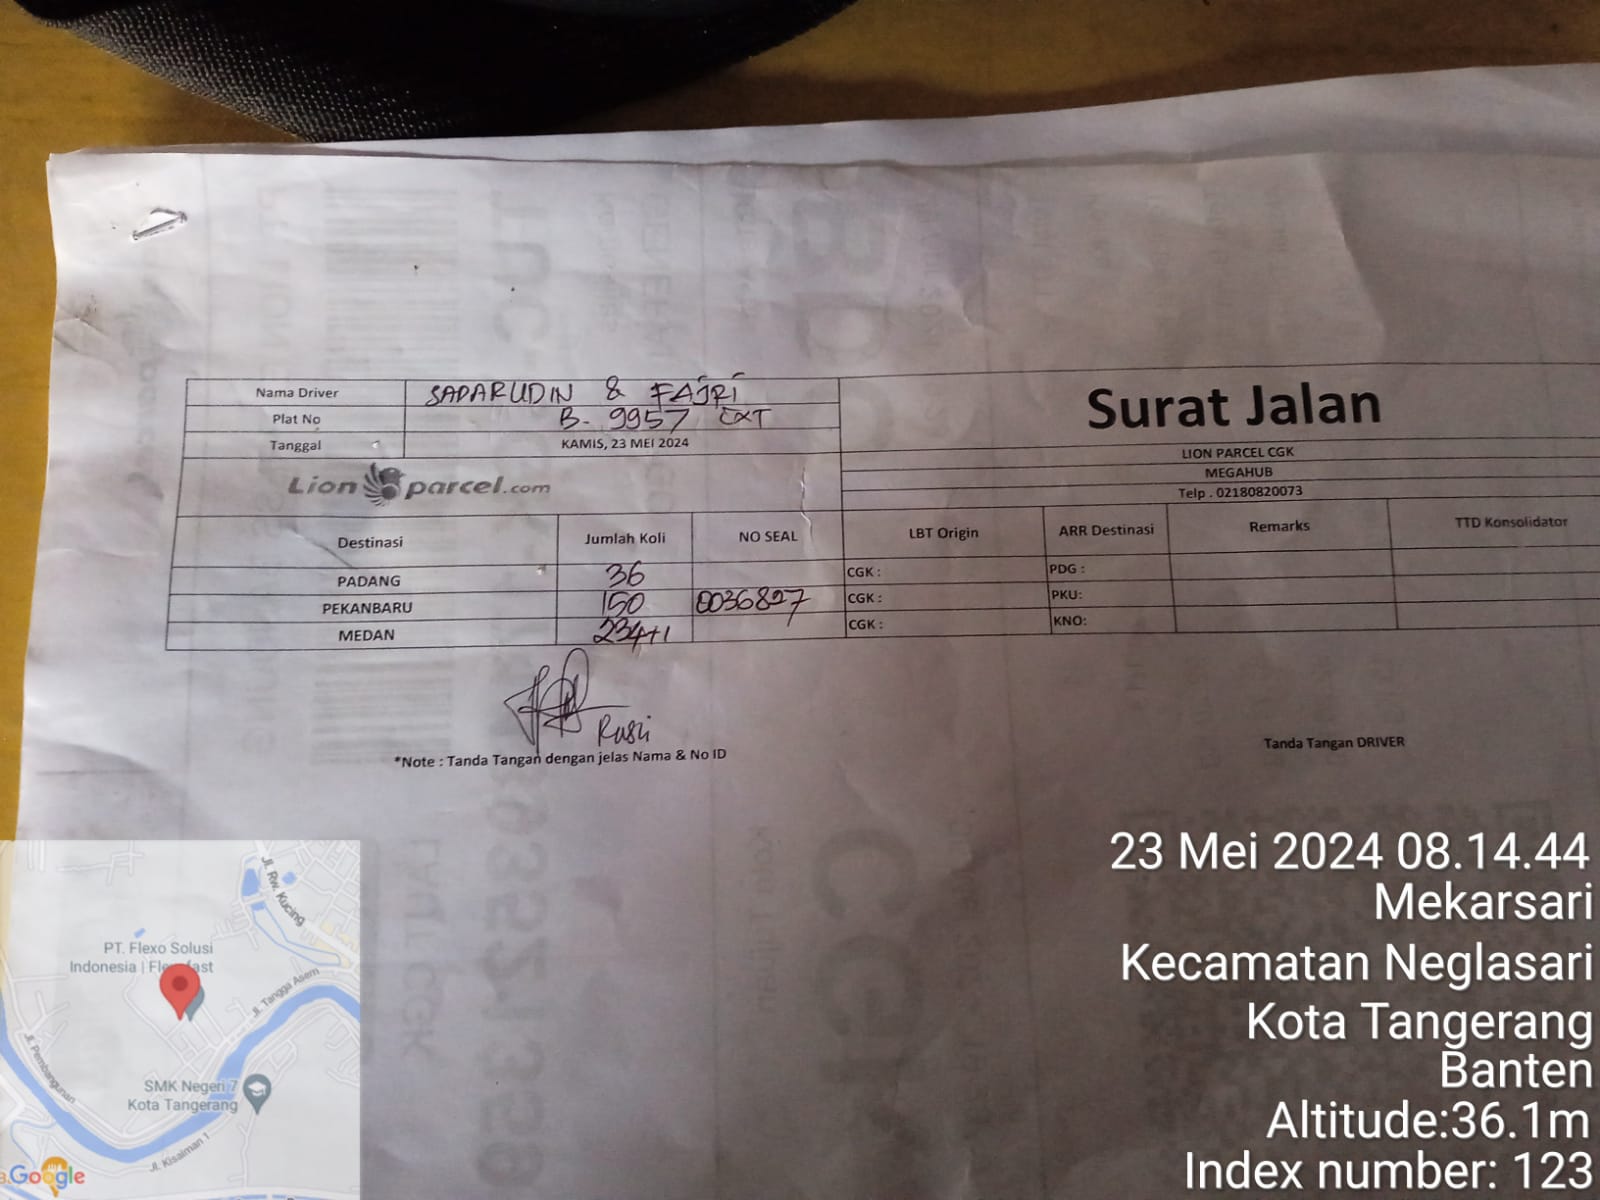 Nama Driver SADARUDIN & FAJRI
Plat No B. 9957 CXT
Tanggal KAMIS, 23 MEI 2024
Surat Jalan
LION PARCEL CGK
MEGAHUB
Telp . 02180820073
Lion parcel.com
Destinasi Jumlah Koli NO SEAL LBT Origin ARR Destinasi Remarks TTD Konsolidator
PADANG 36 CGK : PDG :
PEKANBARU 150 0036827 CGK : PKU:
MEDAN 234+1 CGK : KNO:
Rusli
*Note : Tanda Tangan dengan jelas Nama & No ID
Tanda Tangan DRIVER
23 Mei 2024 08.14.44
Mekarsari
Kecamatan Neglasari
Kota Tangerang
Banten
Altitude:36.1m
Index number: 123
Jl. Rw. Kucing
PT. Flexo Solusi
Indonesia | Flexofast
Jl. Tangga Asem
Jl. Pembangunan
SMK Negeri 7
Kota Tangerang
Jl. Kisaiman 1
Google